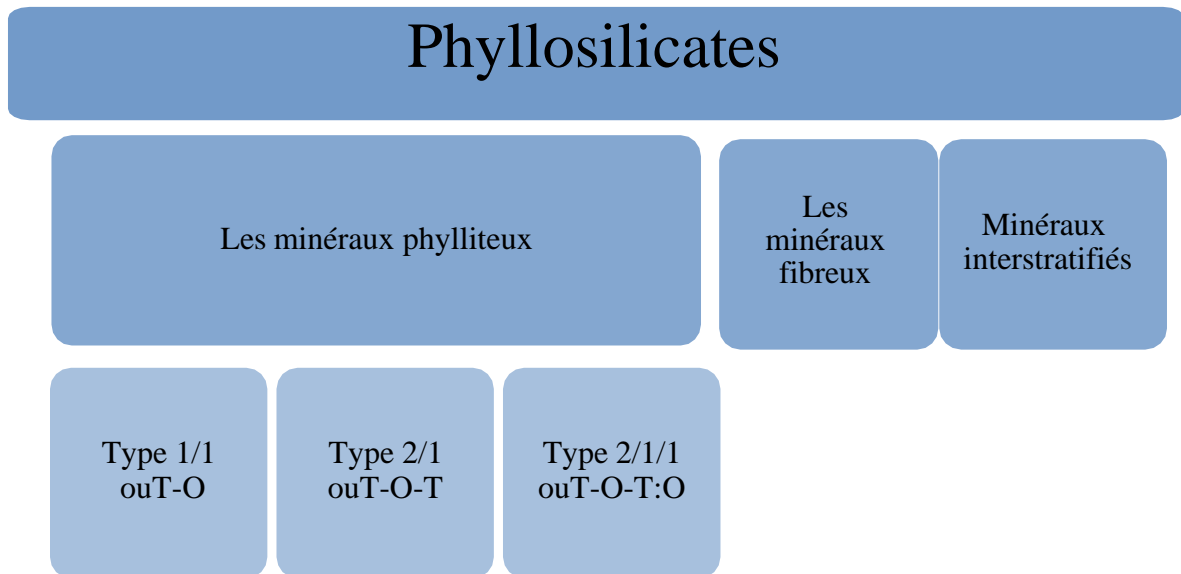 Phyllosilicates
Les minéraux phylliteux
Les
minéraux
fibreux
Minéraux
interstratifiés
Type 1/1
ouT-O
Type 2/1
ouT-O-T
Type 2/1/1
ouT-O-T:O